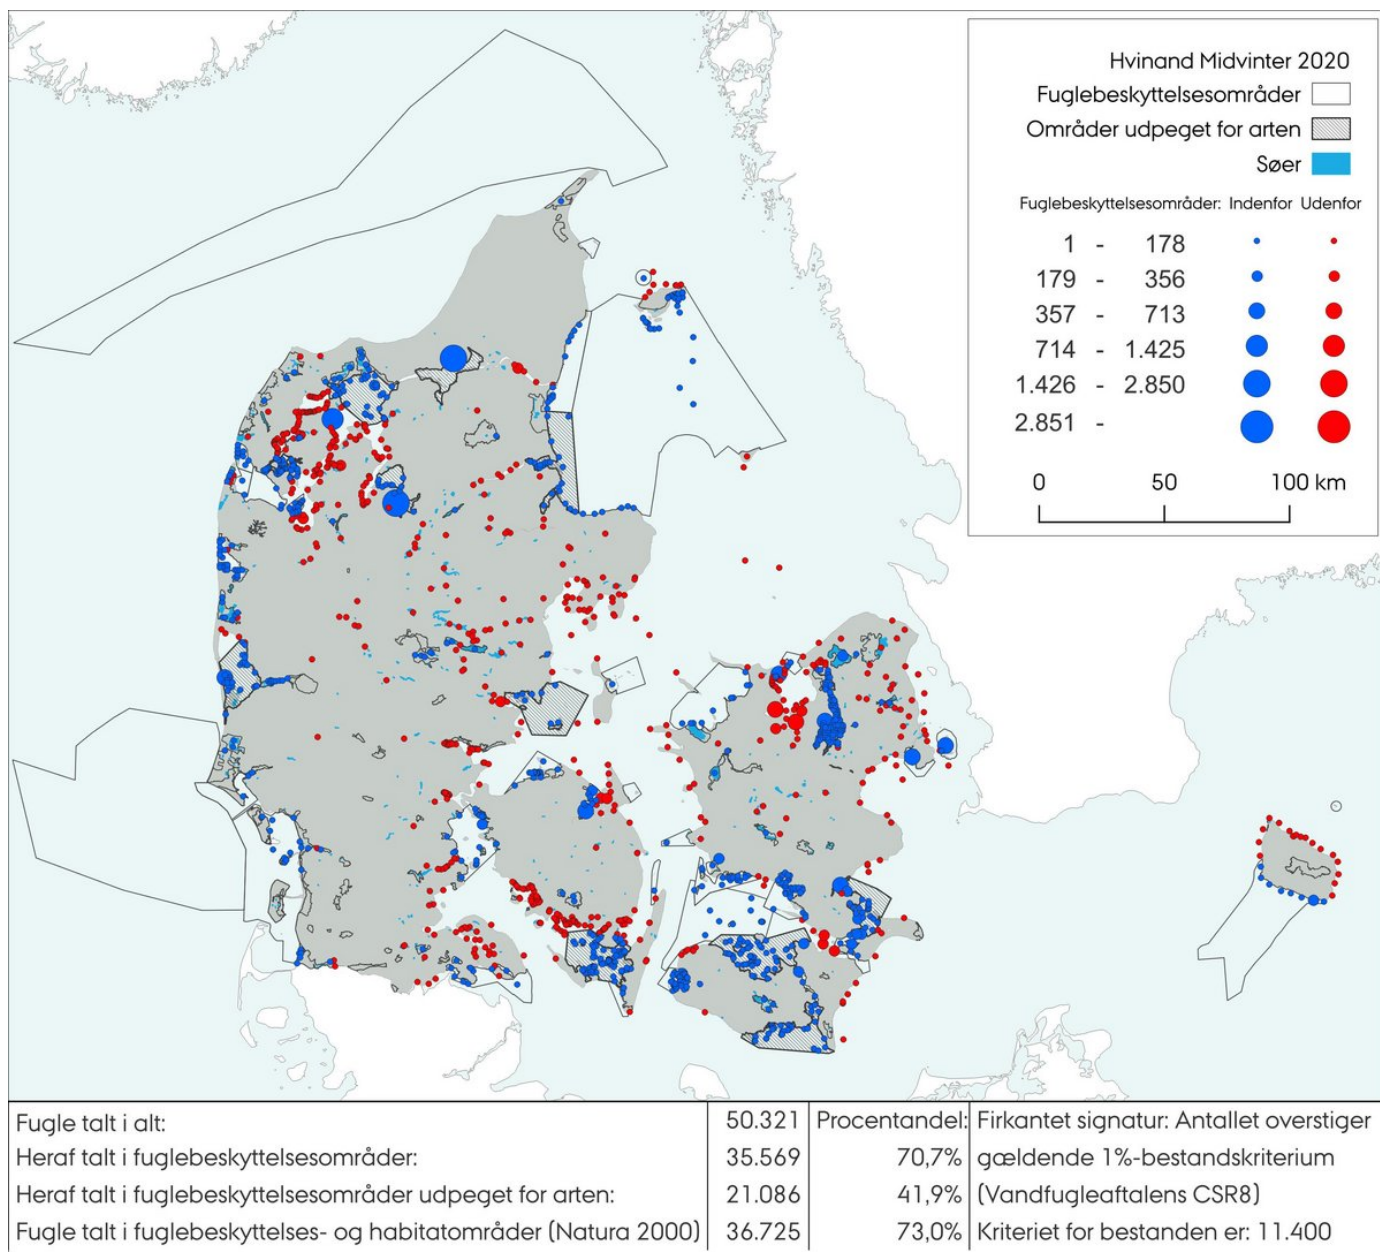 Hvinand Midvinter 2020
Fuglebeskyttelsesområder
Områder udpeget for arten
Søer
Fuglebeskyttelsesområder: Indenfor Udenfor
1 - 178
179 - 356
357 - 713
714 - 1.425
1.426 - 2.850
2.851 -
0 50 100 km
Fugle talt i alt: 50.321 Procentandel: Firkantet signatur: Antallet overstiger
Heraf talt i fuglebeskyttelsesområder: 35.569 70,7% gældende 1%-bestandskriterium
Heraf talt i fuglebeskyttelsesområder udpeget for arten: 21.086 41,9% (Vandfugleaftalens CSR8)
Fugle talt i fuglebeskyttelses- og habitatområder (Natura 2000) 36.725 73,0% Kriteriet for bestanden er: 11.400